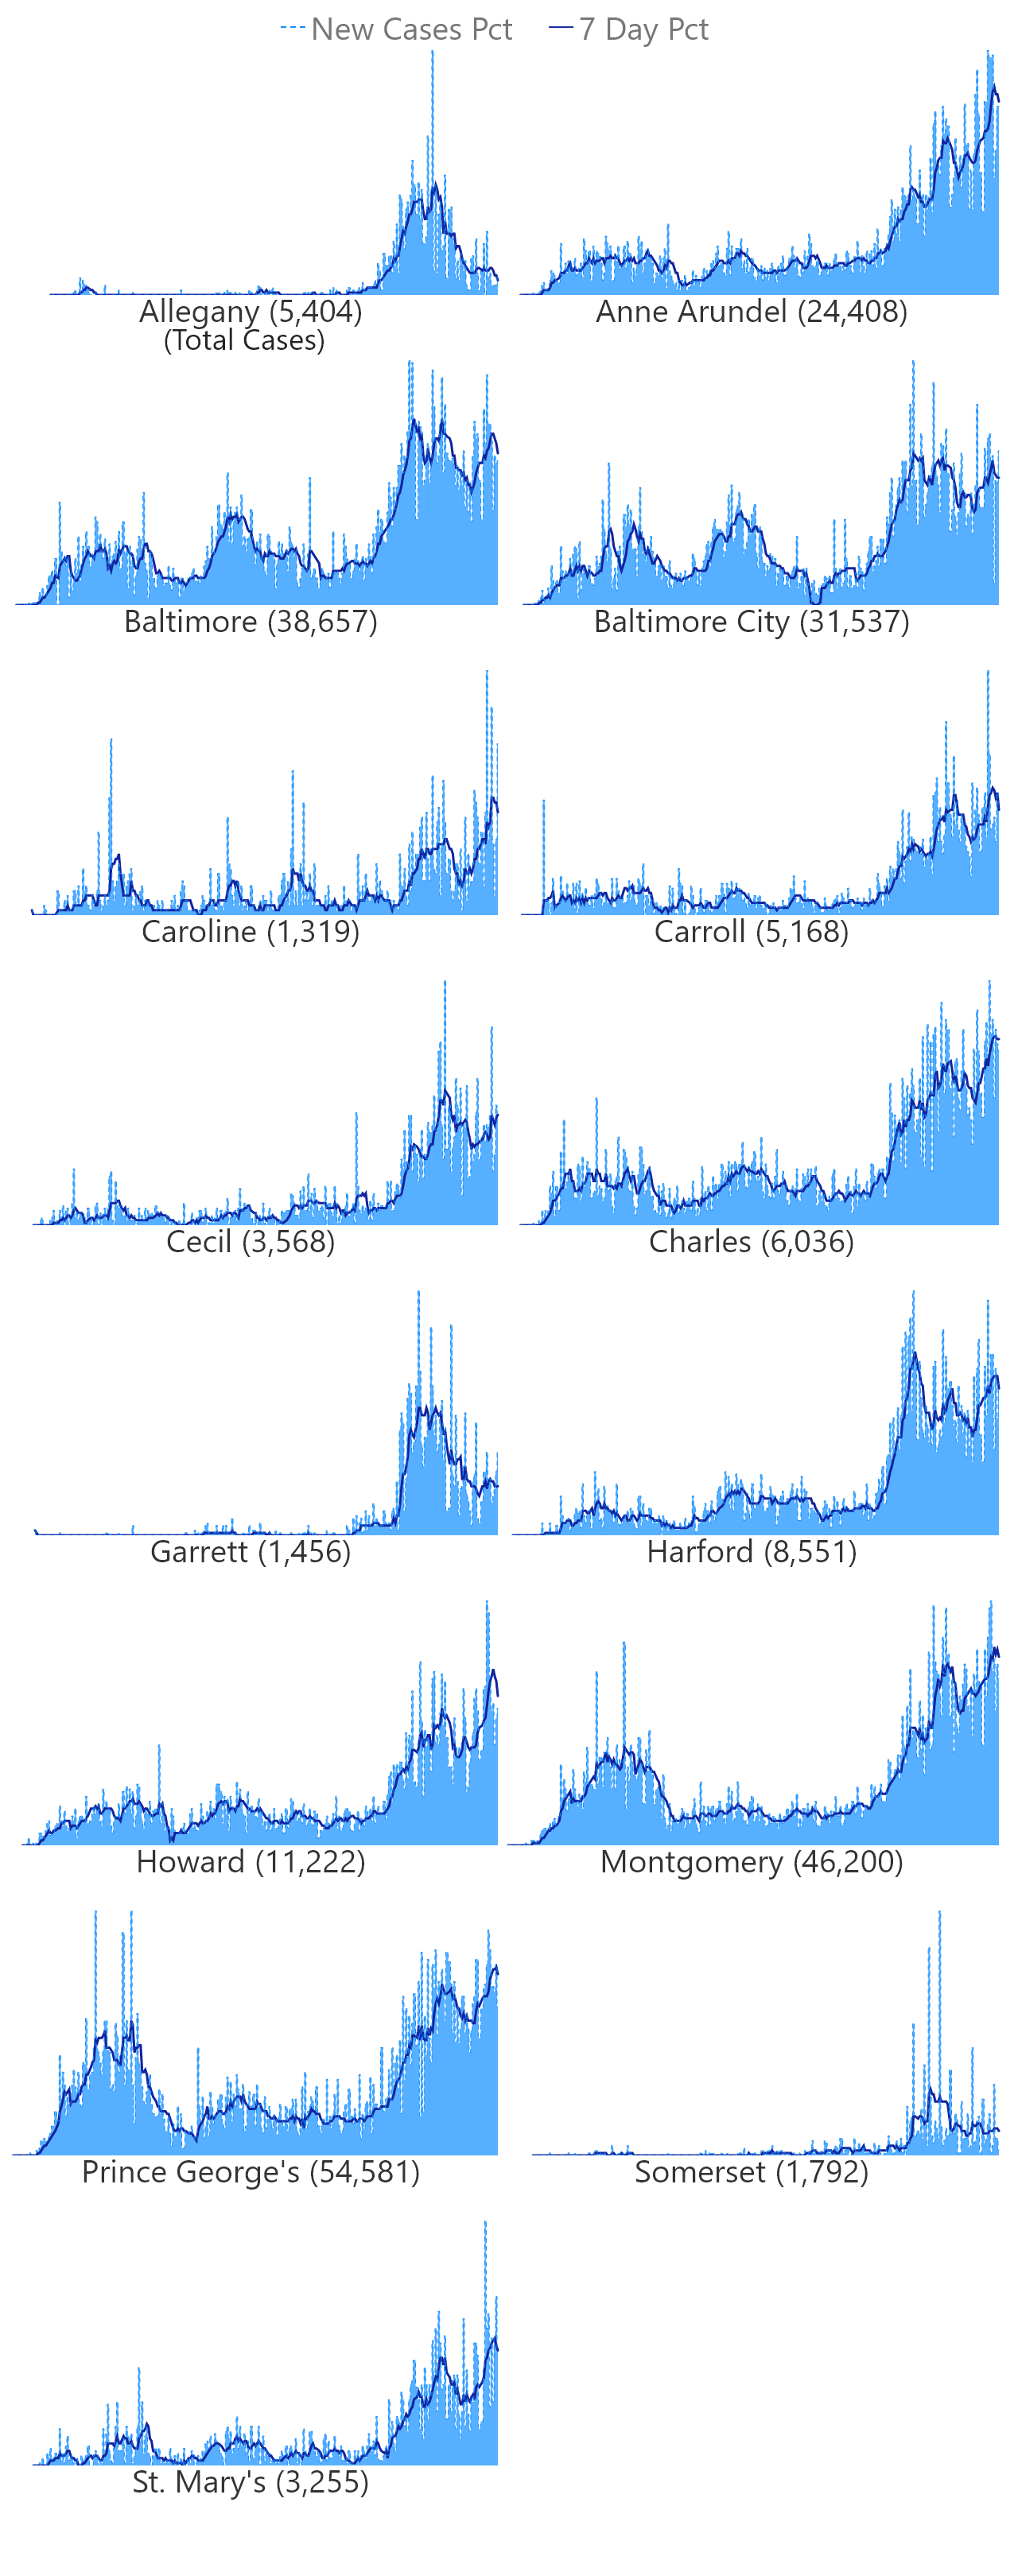 New Cases Pct 7 Day Pct
Allegany (5,404) Anne Arundel (24,408)
(Total Cases)
Baltimore (38,657) Baltimore City (31,537)
Caroline (1,319) Carroll (5,168)
Cecil (3,568) Charles (6,036)
Garrett (1,456) Harford (8,551)
Howard (11,222) Montgomery (46,200)
Prince George's (54,581) Somerset (1,792)
St. Mary's (3,255)